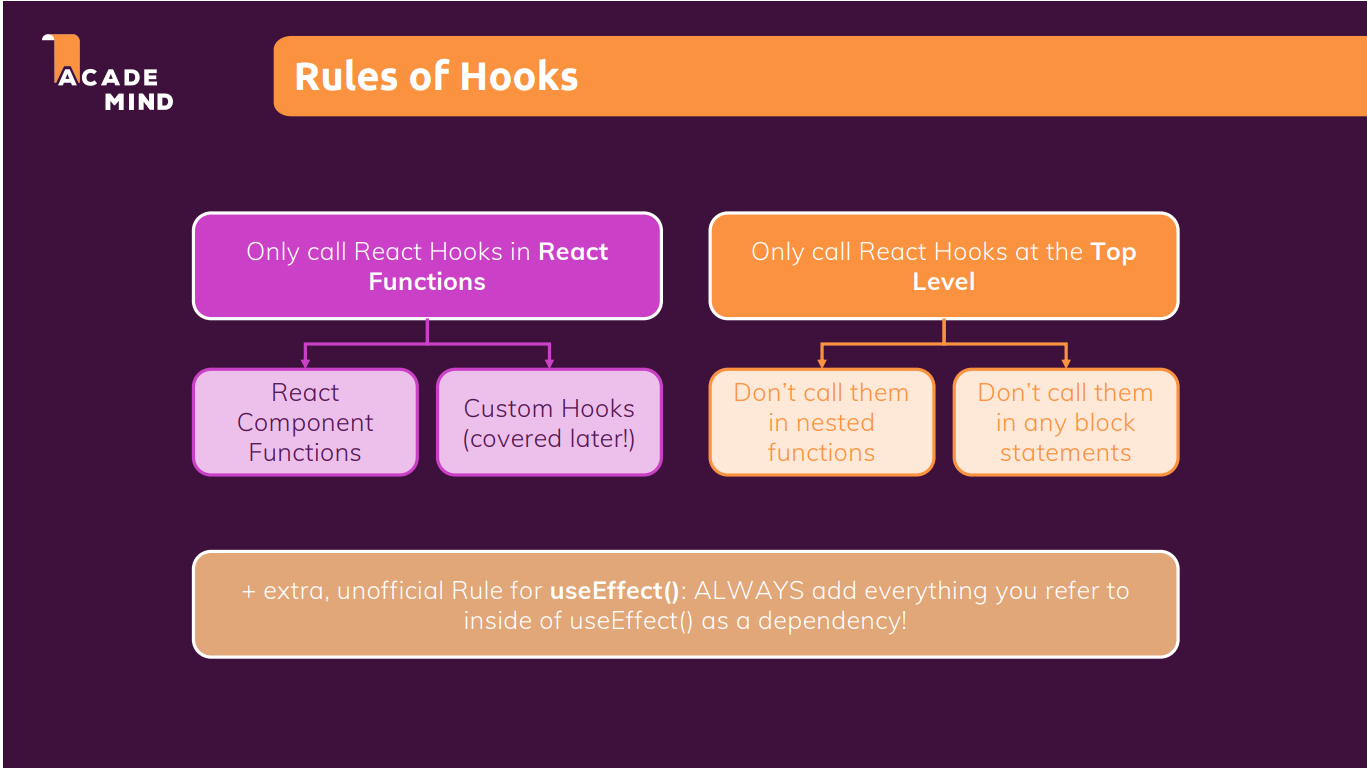 ACADE
MIND
Rules of Hooks
Only call React Hooks in React
Functions
Only call React Hooks at the Top
Level
React
Component
Functions
Custom Hooks
(covered later!)
Don’t call them
in nested
functions
Don’t call them
in any block
statements
+ extra, unofficial Rule for useEffect(): ALWAYS add everything you refer to
inside of useEffect() as a dependency!